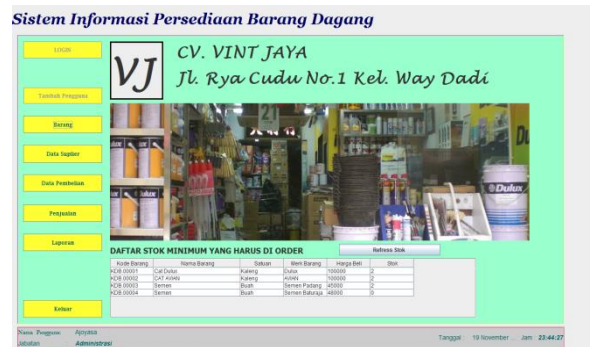 Sistem Informasi Persediaan Barang Dagang
LOGIN
Tambah Pengguna
Barang
Data Suplier
Data Pembelian
Penjualan
Laporan
Keluar
VJ
CV. VINT JAYA
Jl. Rya Cudu No.1 Kel. Way Dadi
21
Dulux
DAFTAR STOK MINIMUM YANG HARUS DI ORDER
Refress Stok
Kode Barang Nama Barang Satuan Merk Barang Harga Beli Stok
KDB.00001 Cat Dulux Kaleng Dulux 100000 2
KDB.00002 CAT AVIAN Kaleng AVIAN 100000 2
KDB.00003 Semen Buah Semen Padang 45000 2
KDB.00004 Semen Buah Semen Baturaja 48000 0
Nama Pengguna Ajoyasa
Jabatan Administrasi
Tanggal 19 November ... Jam 23:44:27